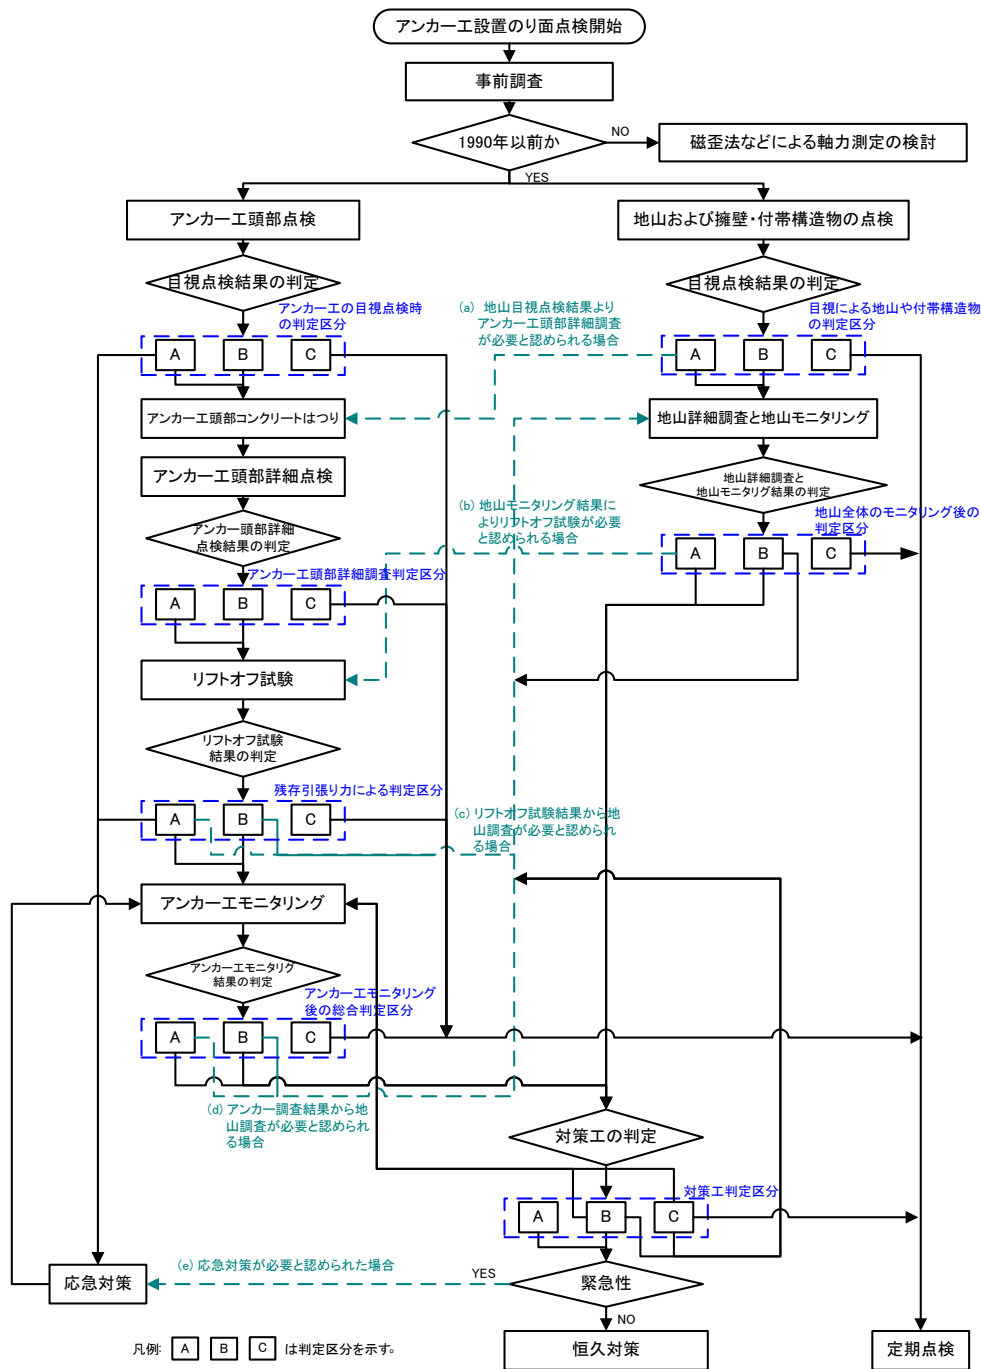 アンカー工設置のり面点検開始
事前調査
1990年以前か
NO
磁歪法などによる軸力測定の検討
YES
アンカー工頭部点検
地山および擁壁・付帯構造物の点検
目視点検結果の判定
目視点検結果の判定
アンカー工の目視点検時
の判定区分
(a) 地山目視点検結果より
アンカー工頭部詳細調査
が必要と認められる場合
目視による地山や付帯構造物
の判定区分
A B C
A B C
アンカー工頭部コンクリートはつり
地山詳細調査と地山モニタリング
アンカー工頭部詳細点検
地山詳細調査と
地山モニタリグ結果の判定
アンカー頭部詳細
点検結果の判定
(b) 地山モニタリング結果に
よりリフトオフ試験が必要
と認められる場合
地山全体のモニタリング後の
判定区分
A B C
アンカー工頭部詳細調査判定区分
A B C
リフトオフ試験
リフトオフ試験
結果の判定
残存引張り力による判定区分
A B C
(c) リフトオフ試験結果から地
山調査が必要と認められ
る場合
アンカー工モニタリング
アンカー工モニタリグ
結果の判定
アンカー工モニタリング
後の総合判定区分
A B C
(d) アンカー調査結果から地
山調査が必要と認められ
る場合
対策工の判定
対策工判定区分
A B C
(e) 応急対策が必要と認められた場合
YES
応急対策
緊急性
NO
恒久対策
定期点検
凡例: A B C は判定区分を示す。